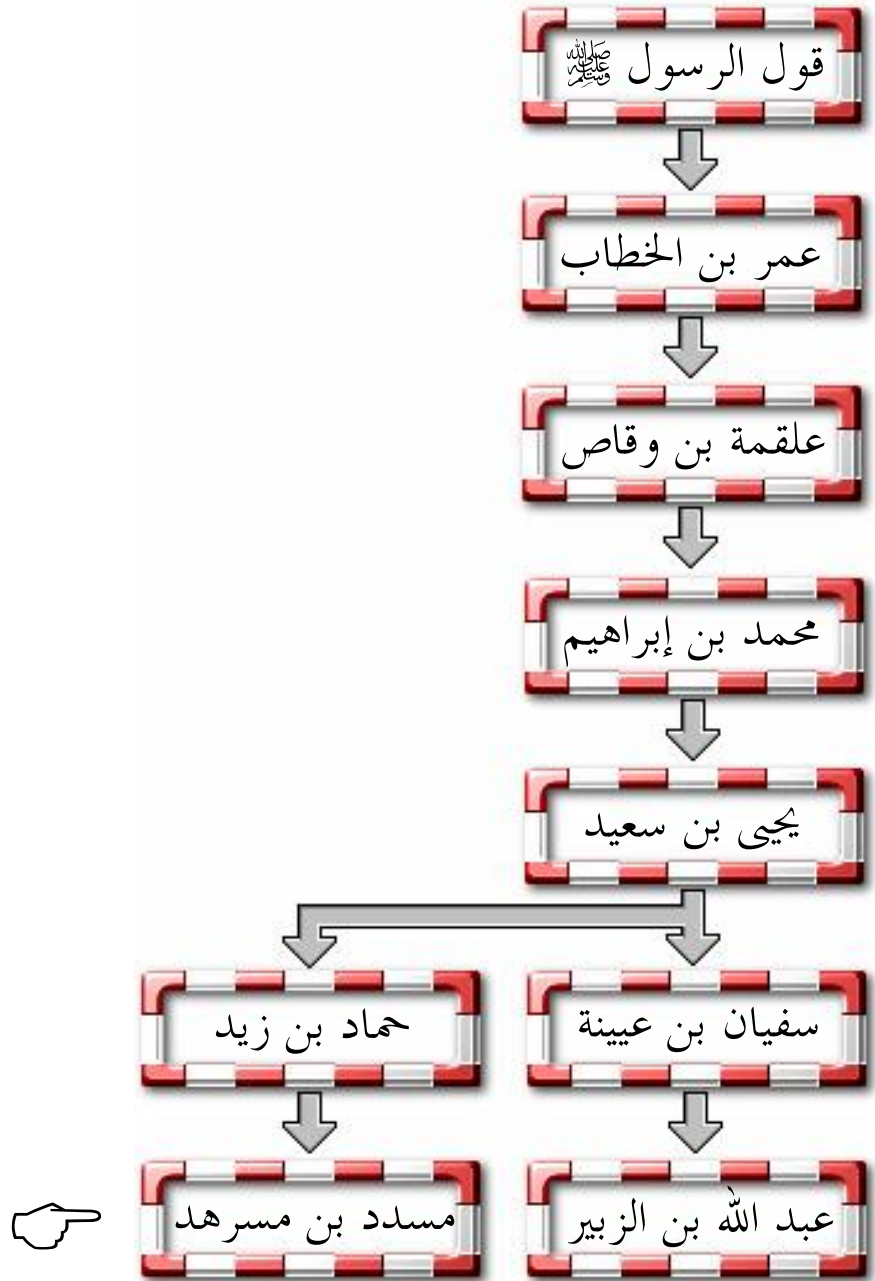 قول الرسول ﷺ
عمر بن الخطاب
علقمة بن وقاص
محمد بن إبراهيم
يحيى بن سعيد
سفيان بن عيينة
حماد بن زيد
عبد الله بن الزبير
مسدد بن مسرهد